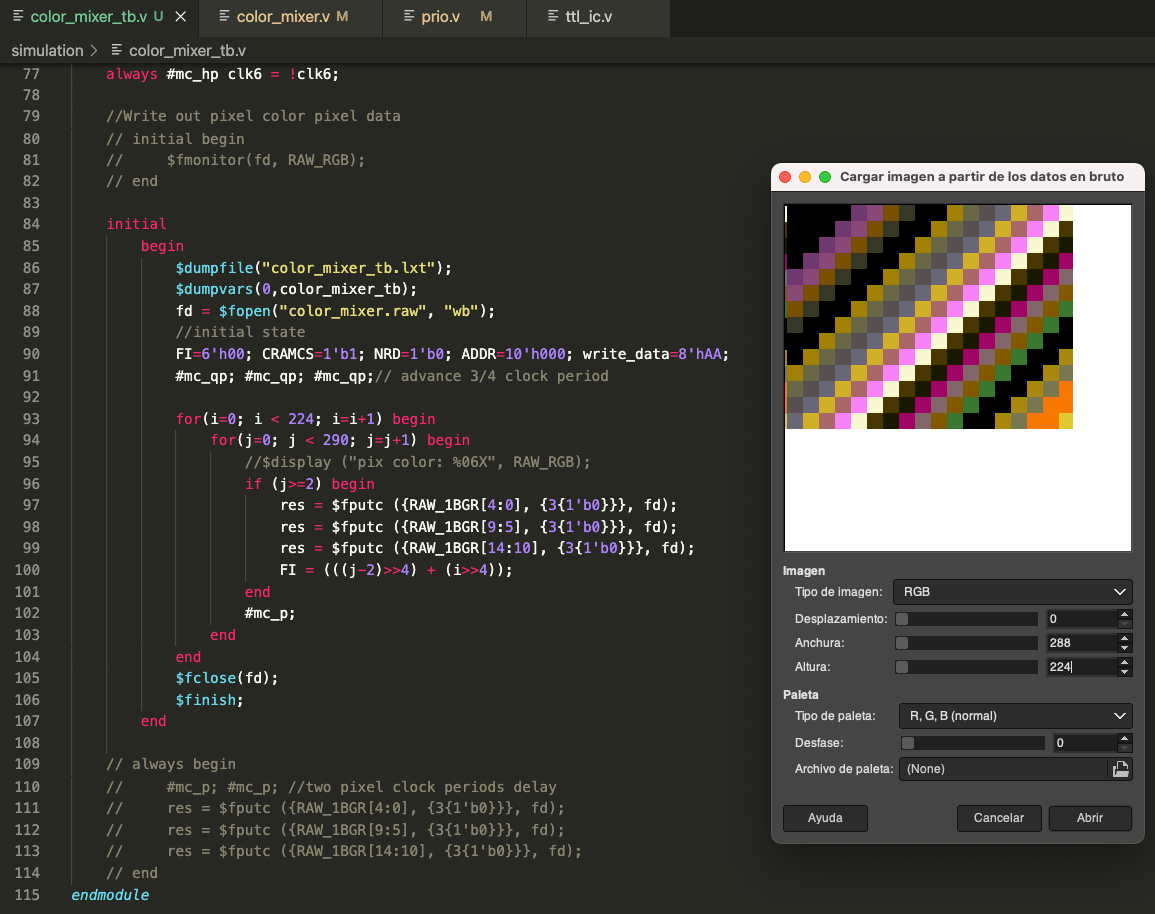 color_mixer_tb.v U
color_mixer.v M
prio.v M
ttl_ic.v
simulation > color_mixer_tb.v
77 always #mc_hp clk6 = !clk6;
78
79 //Write out pixel color pixel data
80 // initial begin
81 //     $fmonitor(fd, RAW_RGB);
82 // end
83
84 initial
85 begin
86 $dumpfile("color_mixer_tb.lxt");
87 $dumpvars(0,color_mixer_tb);
88 fd = $fopen("color_mixer.raw", "wb");
89 //initial state
90 FI=6'h00; CRAMCS=1'b1; NRD=1'b0; ADDR=10'h000; write_data=8'hAA;
91 #mc_qp; #mc_qp; #mc_qp;// advance 3/4 clock period
92
93 for(i=0; i < 224; i=i+1) begin
94 for(j=0; j < 290; j=j+1) begin
95 //$display ("pix color: %06X", RAW_RGB);
96 if (j>=2) begin
97 res = $fputc ({RAW_1BGR[4:0], {3{1'b0}}}, fd);
98 res = $fputc ({RAW_1BGR[9:5], {3{1'b0}}}, fd);
99 res = $fputc ({RAW_1BGR[14:10], {3{1'b0}}}, fd);
100 FI = (((j-2)>>4) + (i>>4));
101 end
102 #mc_p;
103 end
104 end
105 $fclose(fd);
106 $finish;
107 end
108
109 // always begin
110 //     #mc_p; #mc_p; //two pixel clock periods delay
111 //     res = $fputc ({RAW_1BGR[4:0], {3{1'b0}}}, fd);
112 //     res = $fputc ({RAW_1BGR[9:5], {3{1'b0}}}, fd);
113 //     res = $fputc ({RAW_1BGR[14:10], {3{1'b0}}}, fd);
114 // end
115 endmodule
Cargar imagen a partir de los datos en bruto
Imagen
Tipo de imagen: RGB
Desplazamiento: 0
Anchura: 288
Altura: 224
Paleta
Tipo de paleta: R, G, B (normal)
Desfase: 0
Archivo de paleta: (None)
Ayuda
Cancelar
Abrir